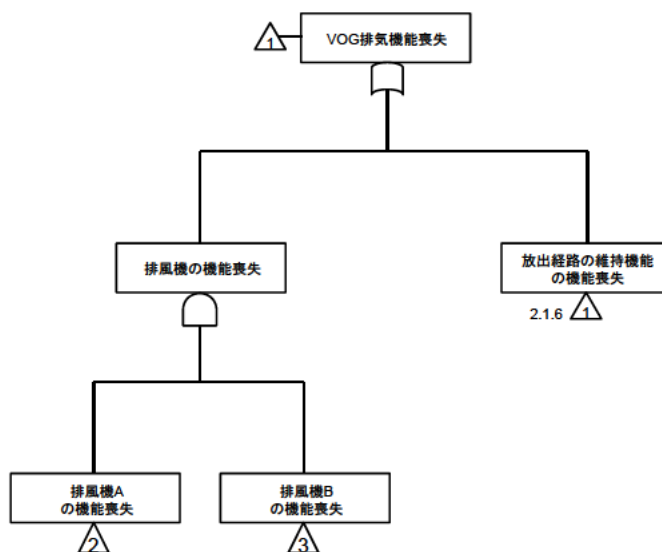 1
VOG排気機能喪失
排風機の機能喪失
放出経路の維持機能
の機能喪失
2.1.6 1
排風機A
の機能喪失
排風機B
の機能喪失
2
3